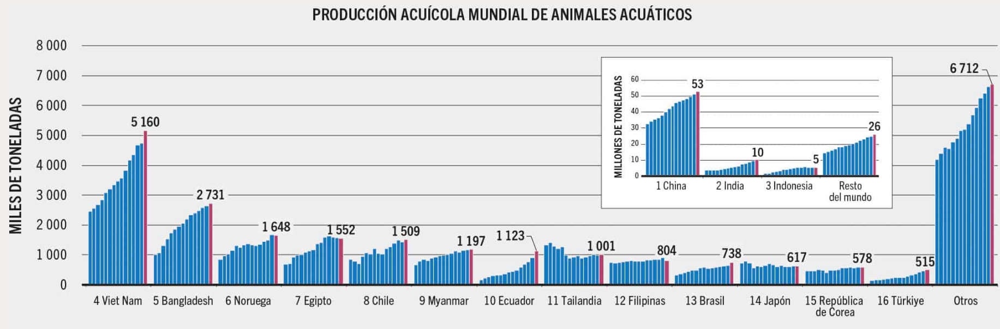 PRODUCCIÓN ACUÍCOLA MUNDIAL DE ANIMALES ACUÁTICOS
MILES DE TONELADAS
8 000
7 000
6 000
5 000
4 000
3 000
2 000
1 000
0
5 160
2 731
1 648
1 552
1 509
1 197
1 123
1 001
804
738
617
578
515
6 712
4 Viet Nam
5 Bangladesh
6 Noruega
7 Egipto
8 Chile
9 Myanmar
10 Ecuador
11 Tailandia
12 Filipinas
13 Brasil
14 Japón
15 República
de Corea
16 Türkiye
Otros
MILLONES DE TONELADAS
60
50
40
30
20
10
0
53
10
5
26
1 China
2 India
3 Indonesia
Resto
del mundo